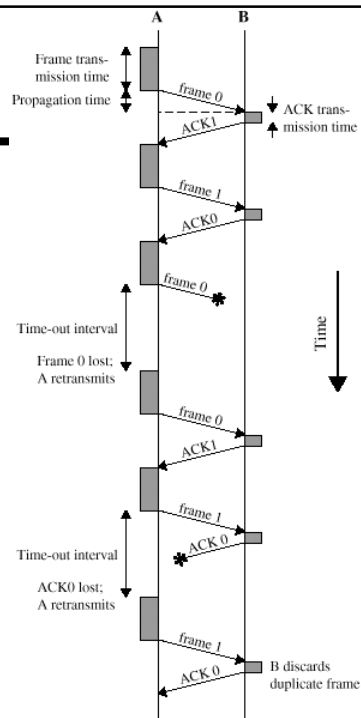 A
B
Frame trans-
mission time
frame 0
Propagation time
ACK trans-
mission time
ACK1
frame 1
ACK0
frame 0
Time-out interval
Time
Frame 0 lost;
A retransmits
frame 0
ACK1
frame 1
ACK 0
Time-out interval
ACK0 lost;
A retransmits
frame 1
B discards
duplicate frame
ACK 0